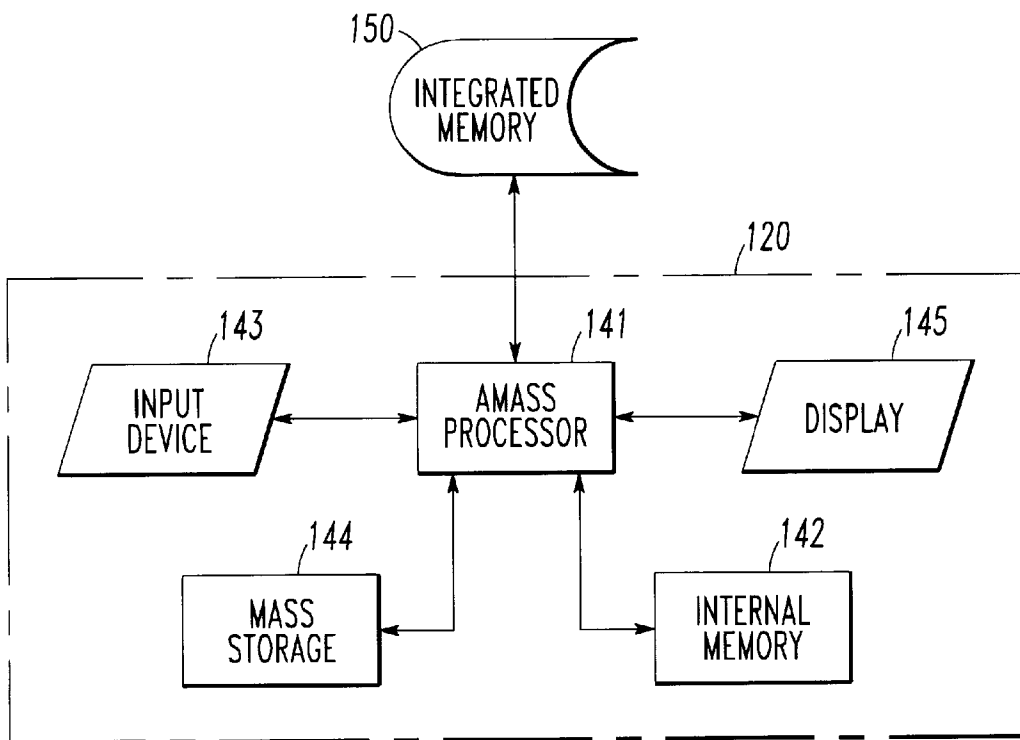 150
INTEGRATED
MEMORY
120
143
141
145
INPUT
DEVICE
AMASS
PROCESSOR
DISPLAY
144
142
MASS
STORAGE
INTERNAL
MEMORY